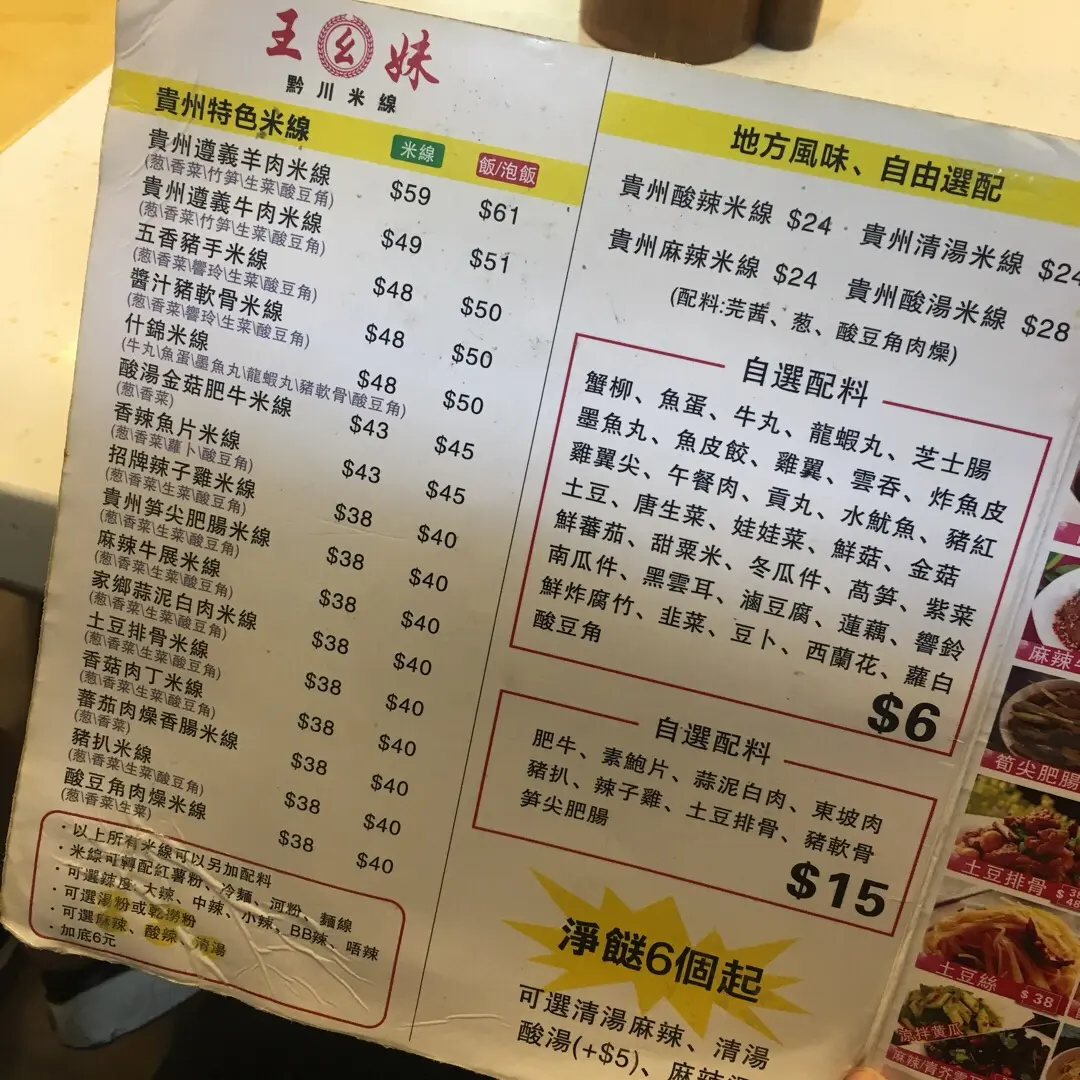 王幺妹
黔川米線
貴州特色米線 米線 飯/泡飯
貴州遵義羊肉米線 $59 $61
(葱\香菜\竹笋\生菜\酸豆角)
貴州遵義牛肉米線 $49 $51
(葱\香菜\竹笋\生菜\酸豆角)
五香豬手米線 $48 $50
(葱\香菜\響玲\生菜\酸豆角)
醬汁豬軟骨米線 $48 $50
(葱\香菜\響玲\生菜\酸豆角)
什錦米線 $48 $50
(牛丸\魚蛋\墨魚丸\龍蝦丸\豬軟骨\酸豆角)
酸湯金菇肥牛米線 $43 $45
(葱\香菜)
香辣魚片米線 $43 $45
(葱\香菜\蘿卜\酸豆角)
招牌辣子雞米線 $38 $40
(葱\香菜\生菜\酸豆角)
貴州笋尖肥腸米線 $38 $40
(葱\香菜\生菜\酸豆角)
麻辣牛展米線 $38 $40
(葱\香菜\生菜\酸豆角)
家鄉蒜泥白肉米線 $38 $40
(葱\香菜\生菜\酸豆角)
土豆排骨米線 $38 $40
(葱\香菜\生菜\酸豆角)
香菇肉丁米線 $38 $40
(葱\香菜\生菜\酸豆角)
蕃茄肉燥香腸米線 $38 $40
(葱\香菜)
豬扒米線 $38 $40
(葱\香菜\生菜\酸豆角)
酸豆角肉燥米線 $38 $40
(葱\香菜\生菜)
·以上所有米線可以另加配料
·米線可轉配紅薯粉、冷麵、河粉、麵線
·可選辣度:大辣、中辣、小辣、BB辣、唔辣
·可選湯粉或乾撈粉
·可選麻辣、酸辣、清湯
·加底6元
地方風味、自由選配
貴州酸辣米線 $24 貴州清湯米線 $24
貴州麻辣米線 $24 貴州酸湯米線 $28
(配料:芫茜、葱、酸豆角肉燥)
自選配料
蟹柳、魚蛋、牛丸、龍蝦丸、芝士腸
墨魚丸、魚皮餃、雞翼、雲吞、炸魚皮
雞翼尖、午餐肉、貢丸、水魷魚、豬紅
土豆、唐生菜、娃娃菜、鮮菇、金菇
鮮蕃茄、甜粟米、冬瓜件、萵笋、紫菜
南瓜件、黑雲耳、滷豆腐、蓮藕、響鈴
鮮炸腐竹、韭菜、豆卜、西蘭花、蘿白
酸豆角
$6
自選配料
肥牛、素鮑片、蒜泥白肉、東坡肉
豬扒、辣子雞、土豆排骨、豬軟骨
笋尖肥腸
$15
淨餸6個起
可選清湯麻辣、清湯
酸湯(+$5)、麻辣
麻辣
筍尖肥腸
土豆排骨 $38
土豆絲 $38
涼拌黄瓜